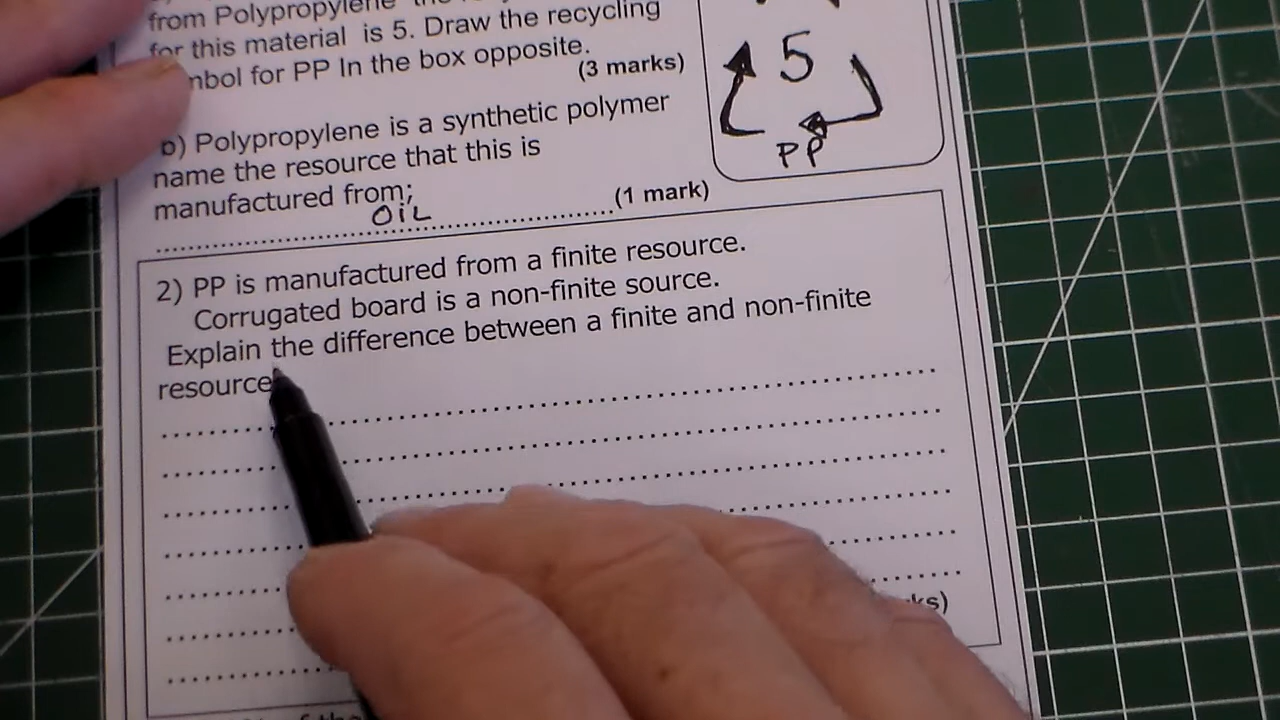 from Polypropylene
for this material is 5. Draw the recycling
for PP In the box opposite.
(3 marks)
5
PP
b) Polypropylene is a synthetic polymer
name the resource that this is
manufactured from;
OIL
(1 mark)
2) PP is manufactured from a finite resource.
Corrugated board is a non-finite source.
Explain the difference between a finite and non-finite
resource